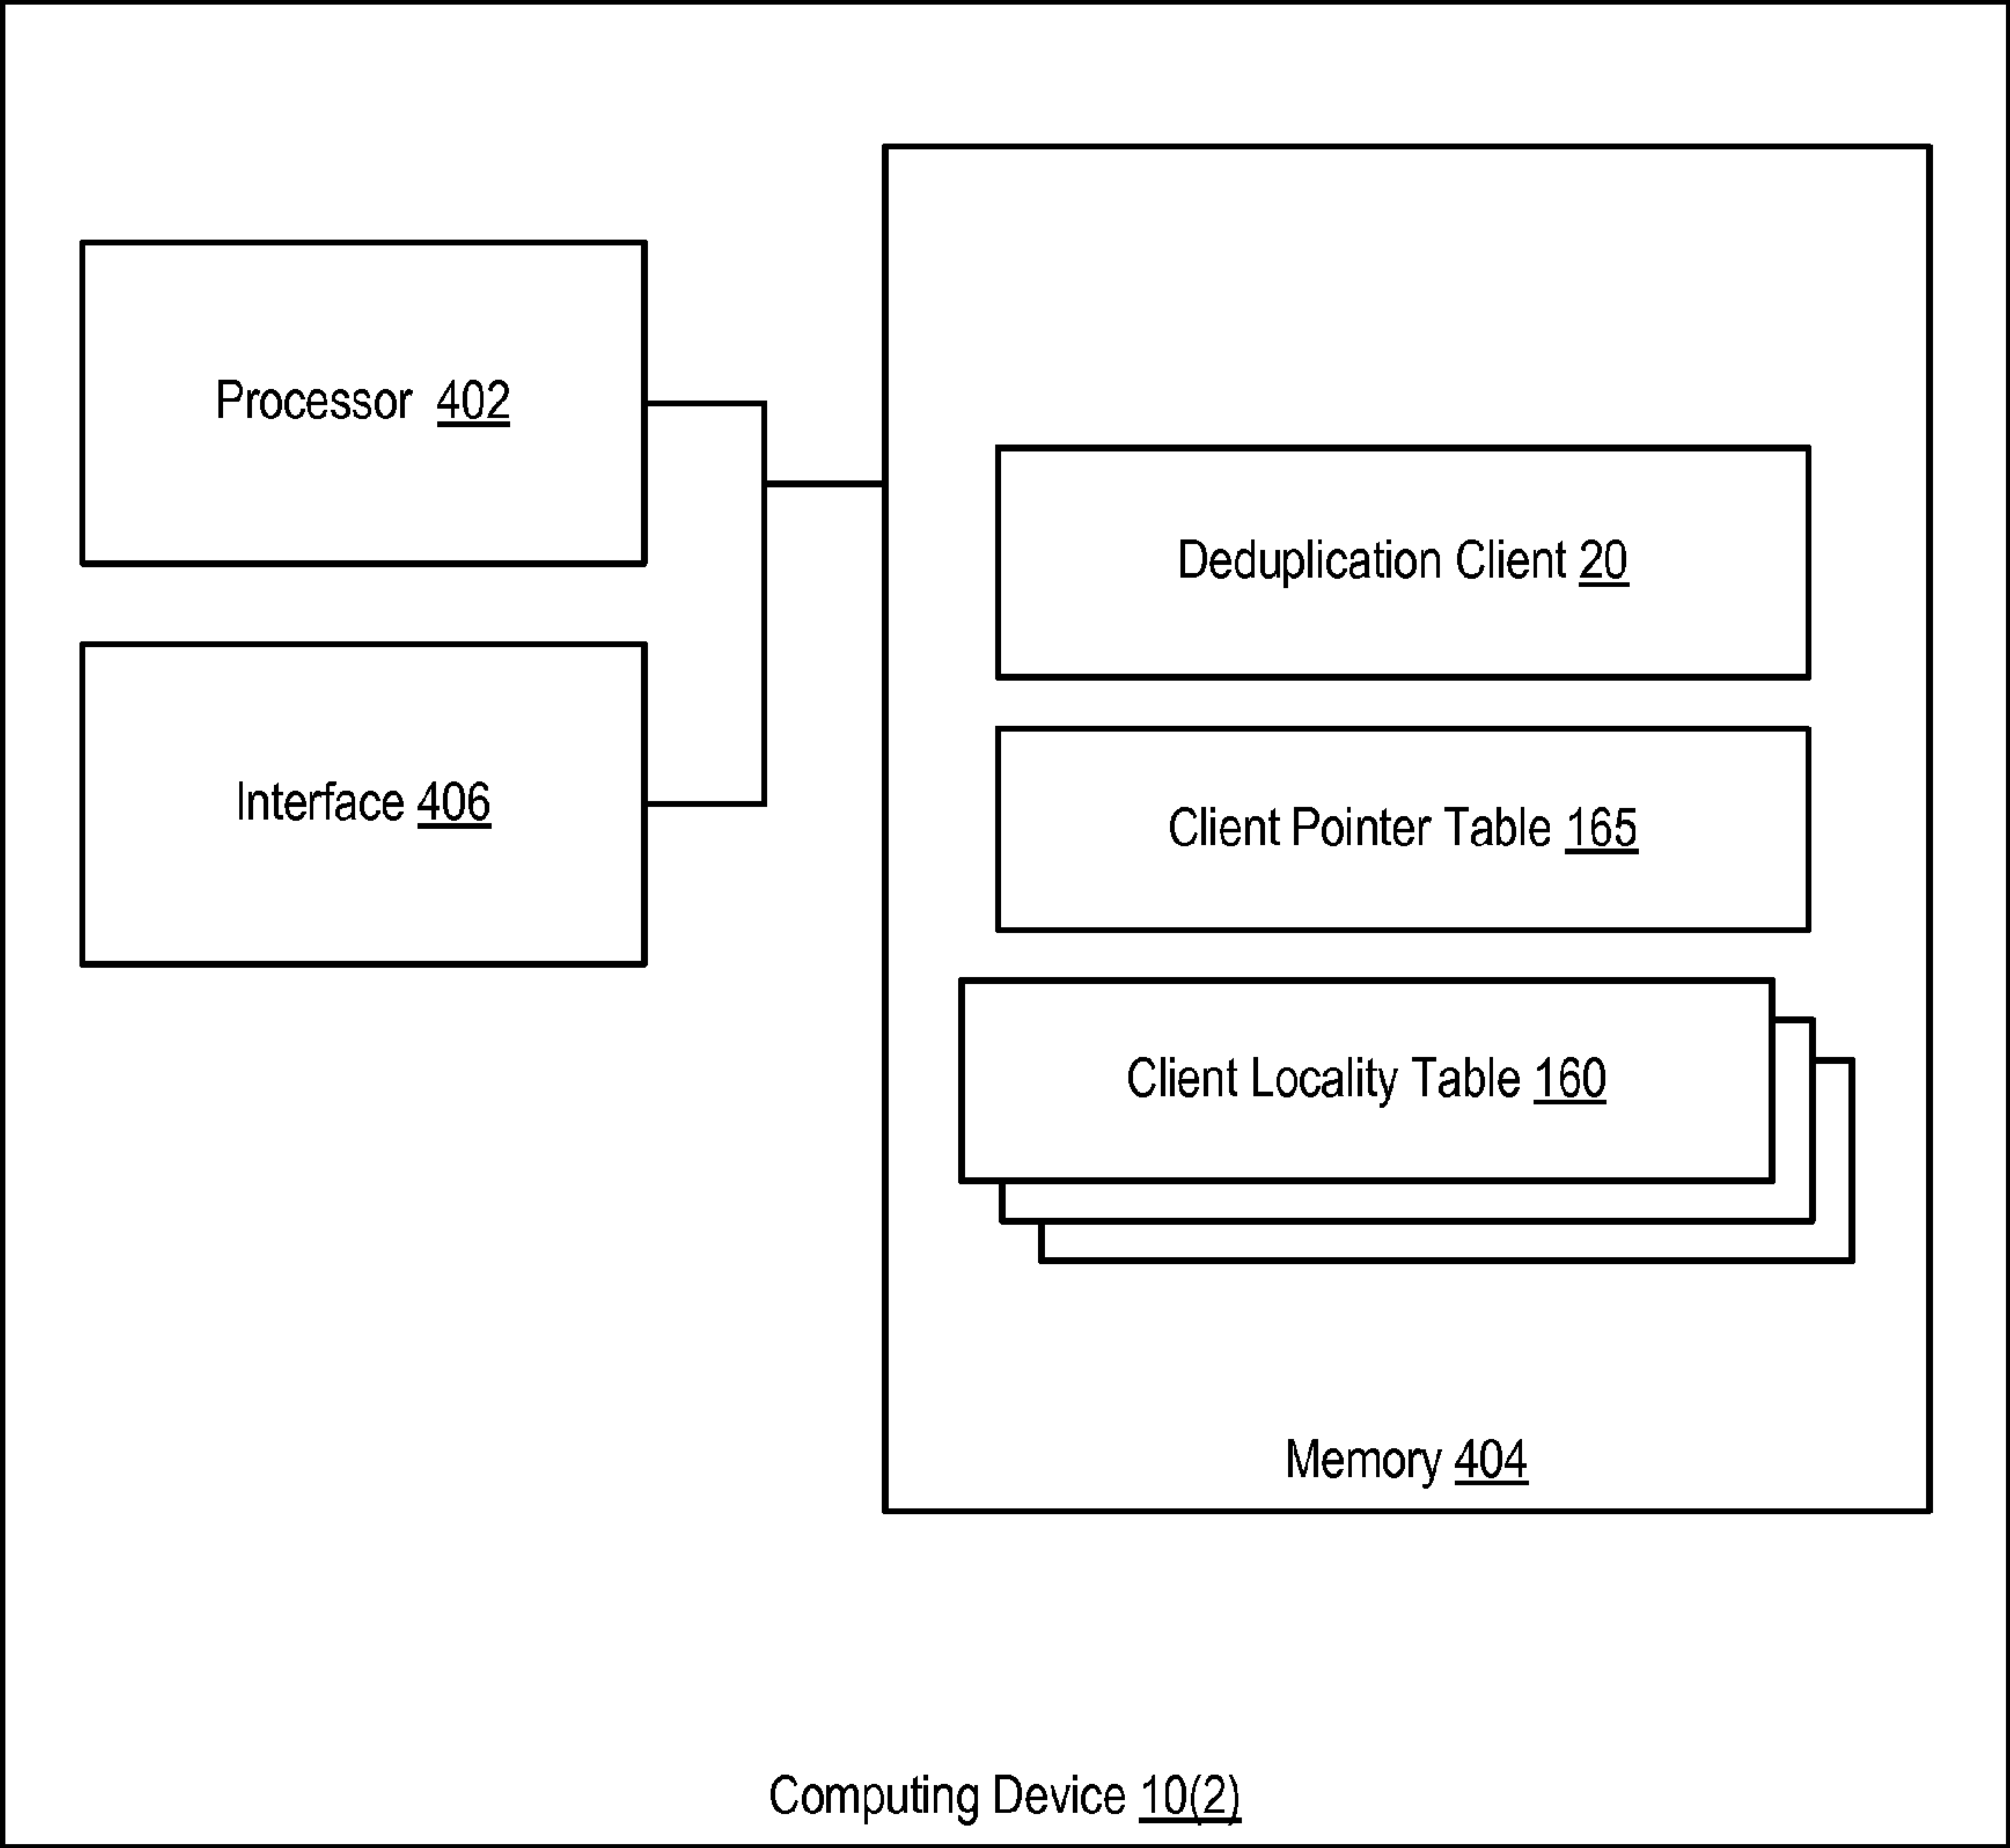 Processor 402
Interface 406
Deduplication Client 20
Client Pointer Table 165
Client Locality Table 160
Memory 404
Computing Device 10(2)